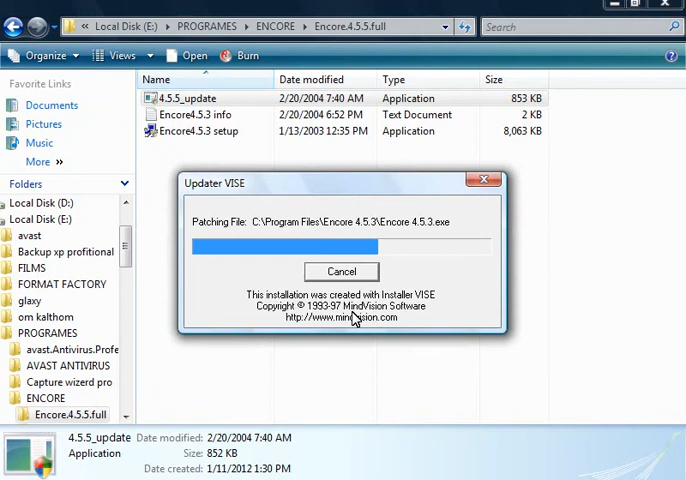 « Local Disk (E:) ▸ PROGRAMES ▸ ENCORE ▸ Encore.4.5.5.full
Search
Organize Views Open Burn
Favorite Links
Documents
Pictures
Music
More »
Folders
Local Disk (D:)
Local Disk (E:)
avast
Backup xp profitional
FILMS
FORMAT FACTORY
glaxy
om kalthom
PROGRAMES
avast.Antivirus.Profe
AVAST ANTIVIRUS
Capture wizerd pro
ENCORE
Encore.4.5.5.full
Name Date modified Type Size
4.5.5_update 2/20/2004 7:40 AM Application 853 KB
Encore4.5.3 info 2/20/2004 6:52 PM Text Document 2 KB
Encore4.5.3 setup 1/13/2003 12:35 PM Application 8,063 KB
Updater VISE
Patching File: C:\Program Files\Encore 4.5.3\Encore 4.5.3.exe
Cancel
This installation was created with Installer VISE
Copyright © 1993-97 MindVision Software
http://www.mindvision.com
4.5.5_update Date modified: 2/20/2004 7:40 AM
Application Size: 852 KB
Date created: 1/11/2012 1:30 PM